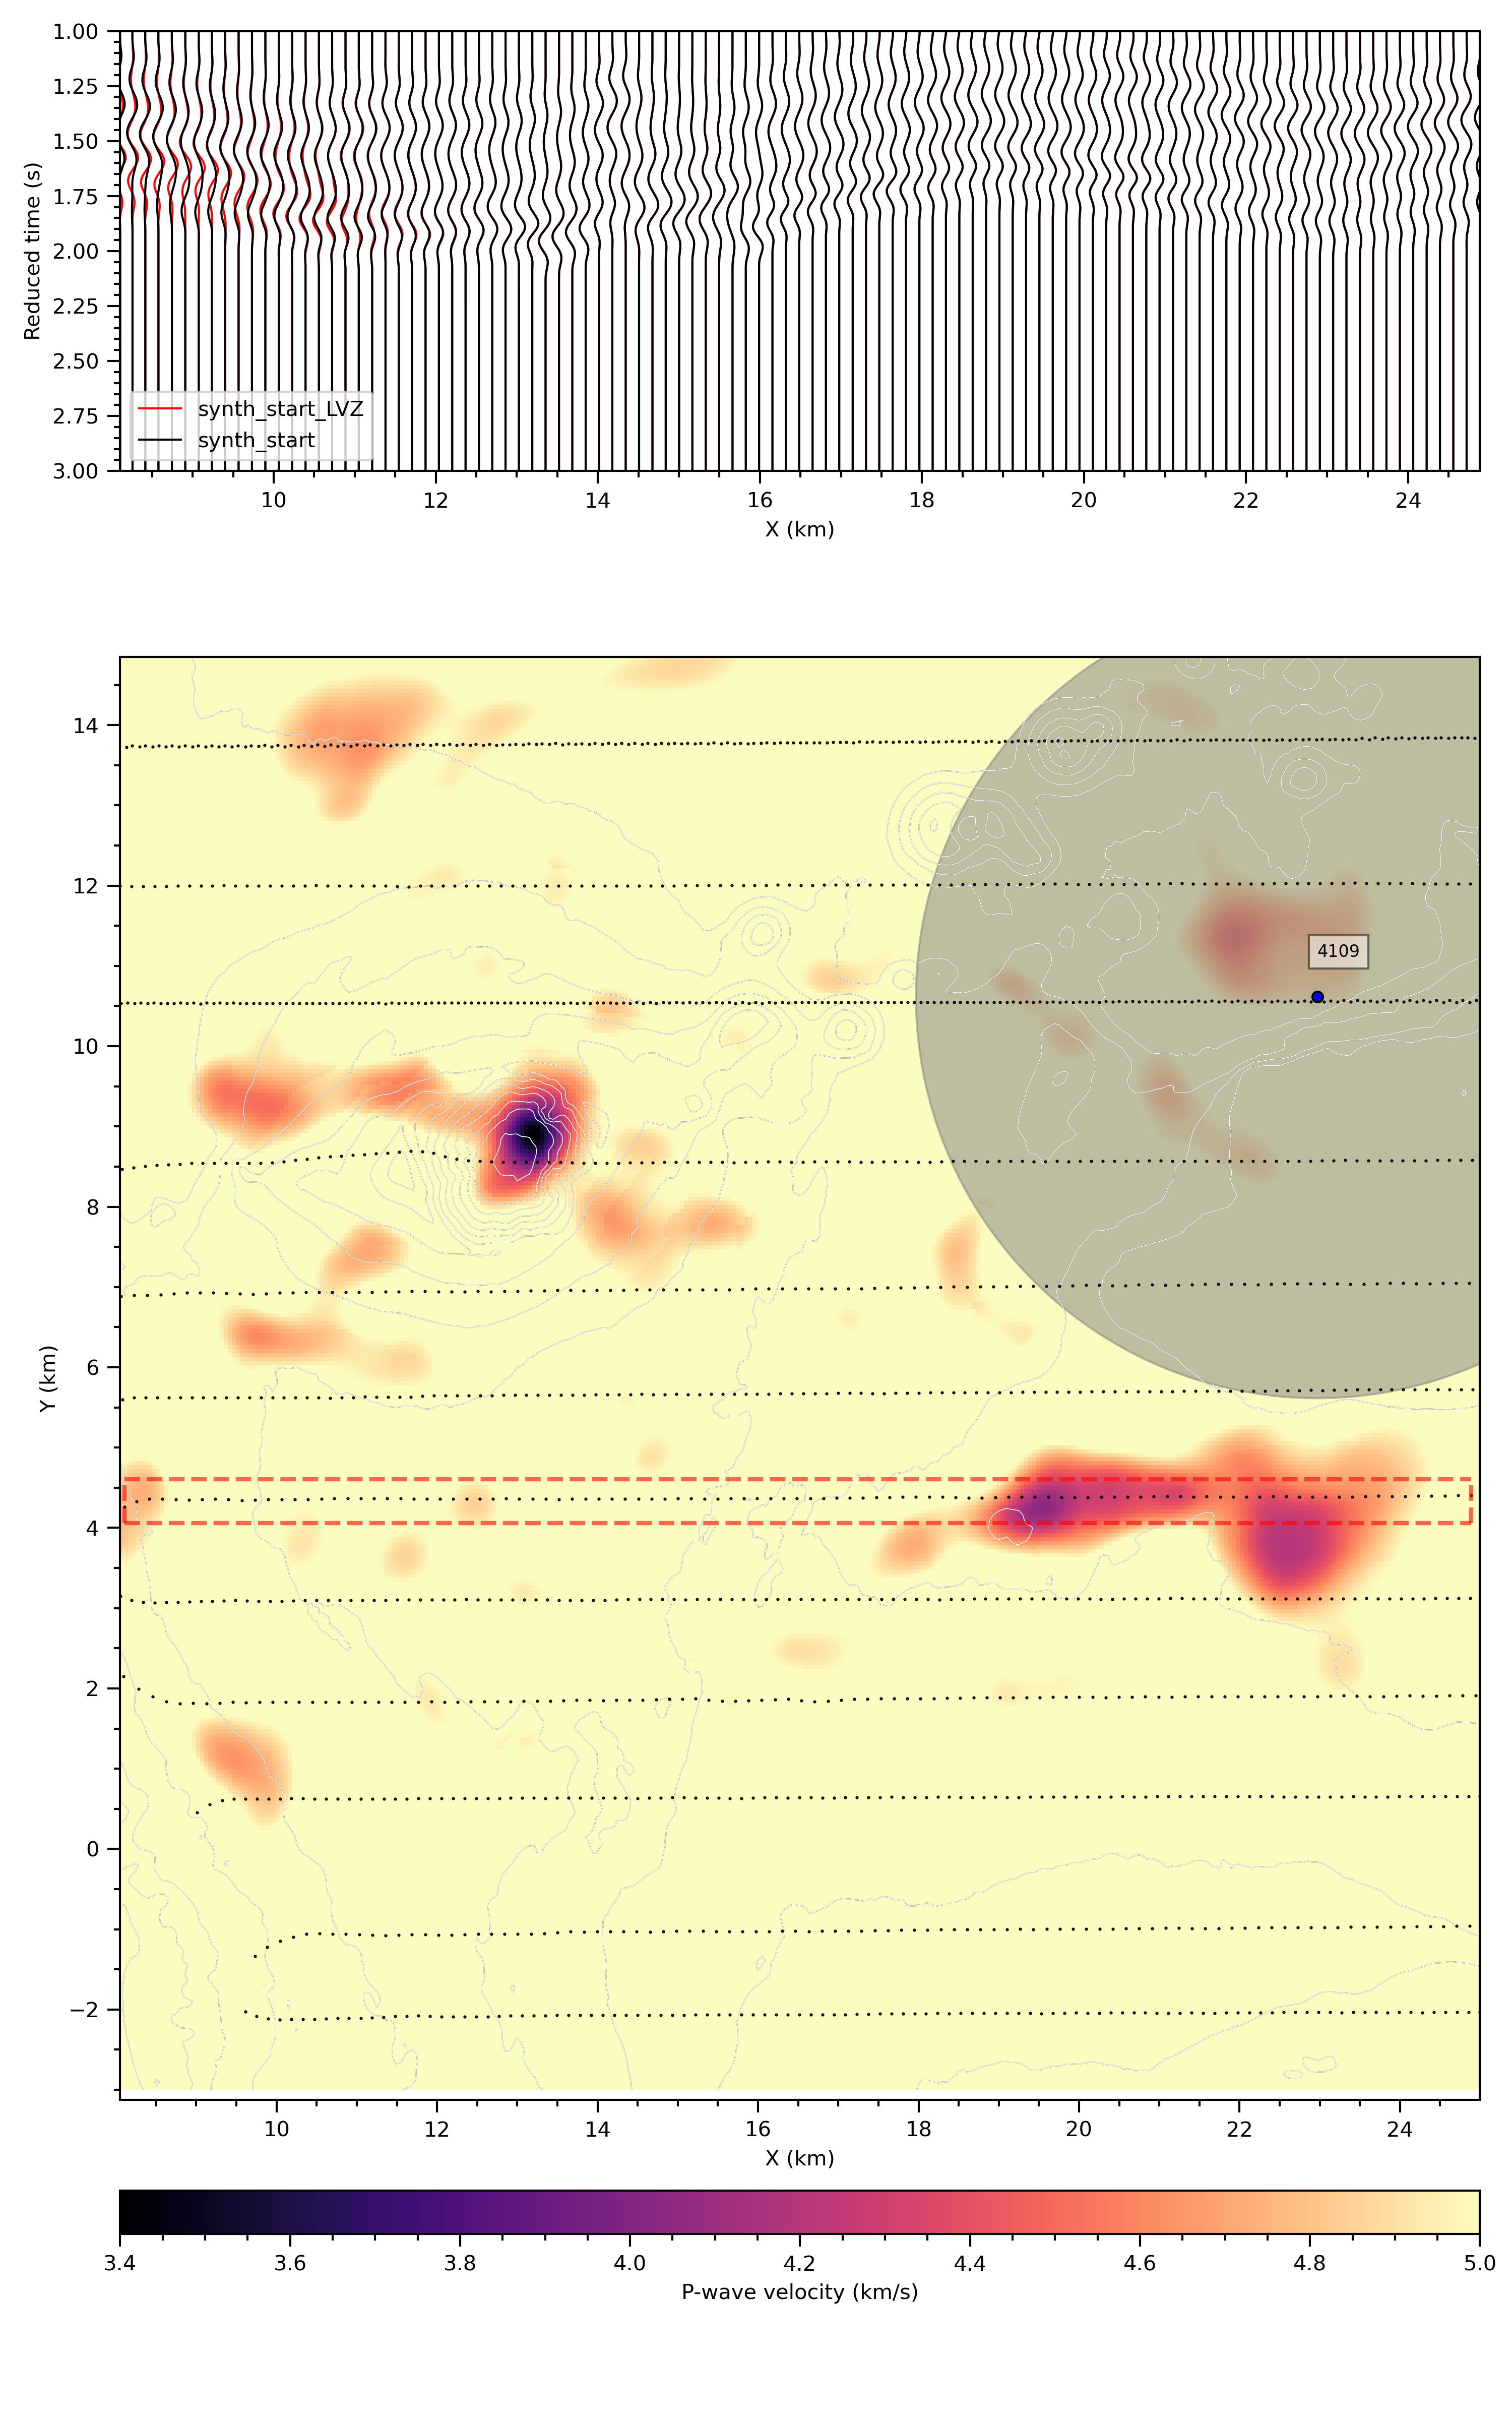 1.00
1.25
1.50
1.75
2.00
2.25
2.50
2.75
3.00
Reduced time (s)
synth_start_LVZ
synth_start
10 12 14 16 18 20 22 24
X (km)
14
12
10
8
6
4
2
0
−2
Y (km)
4109
10 12 14 16 18 20 22 24
X (km)
3.4 3.6 3.8 4.0 4.2 4.4 4.6 4.8 5.0
P-wave velocity (km/s)